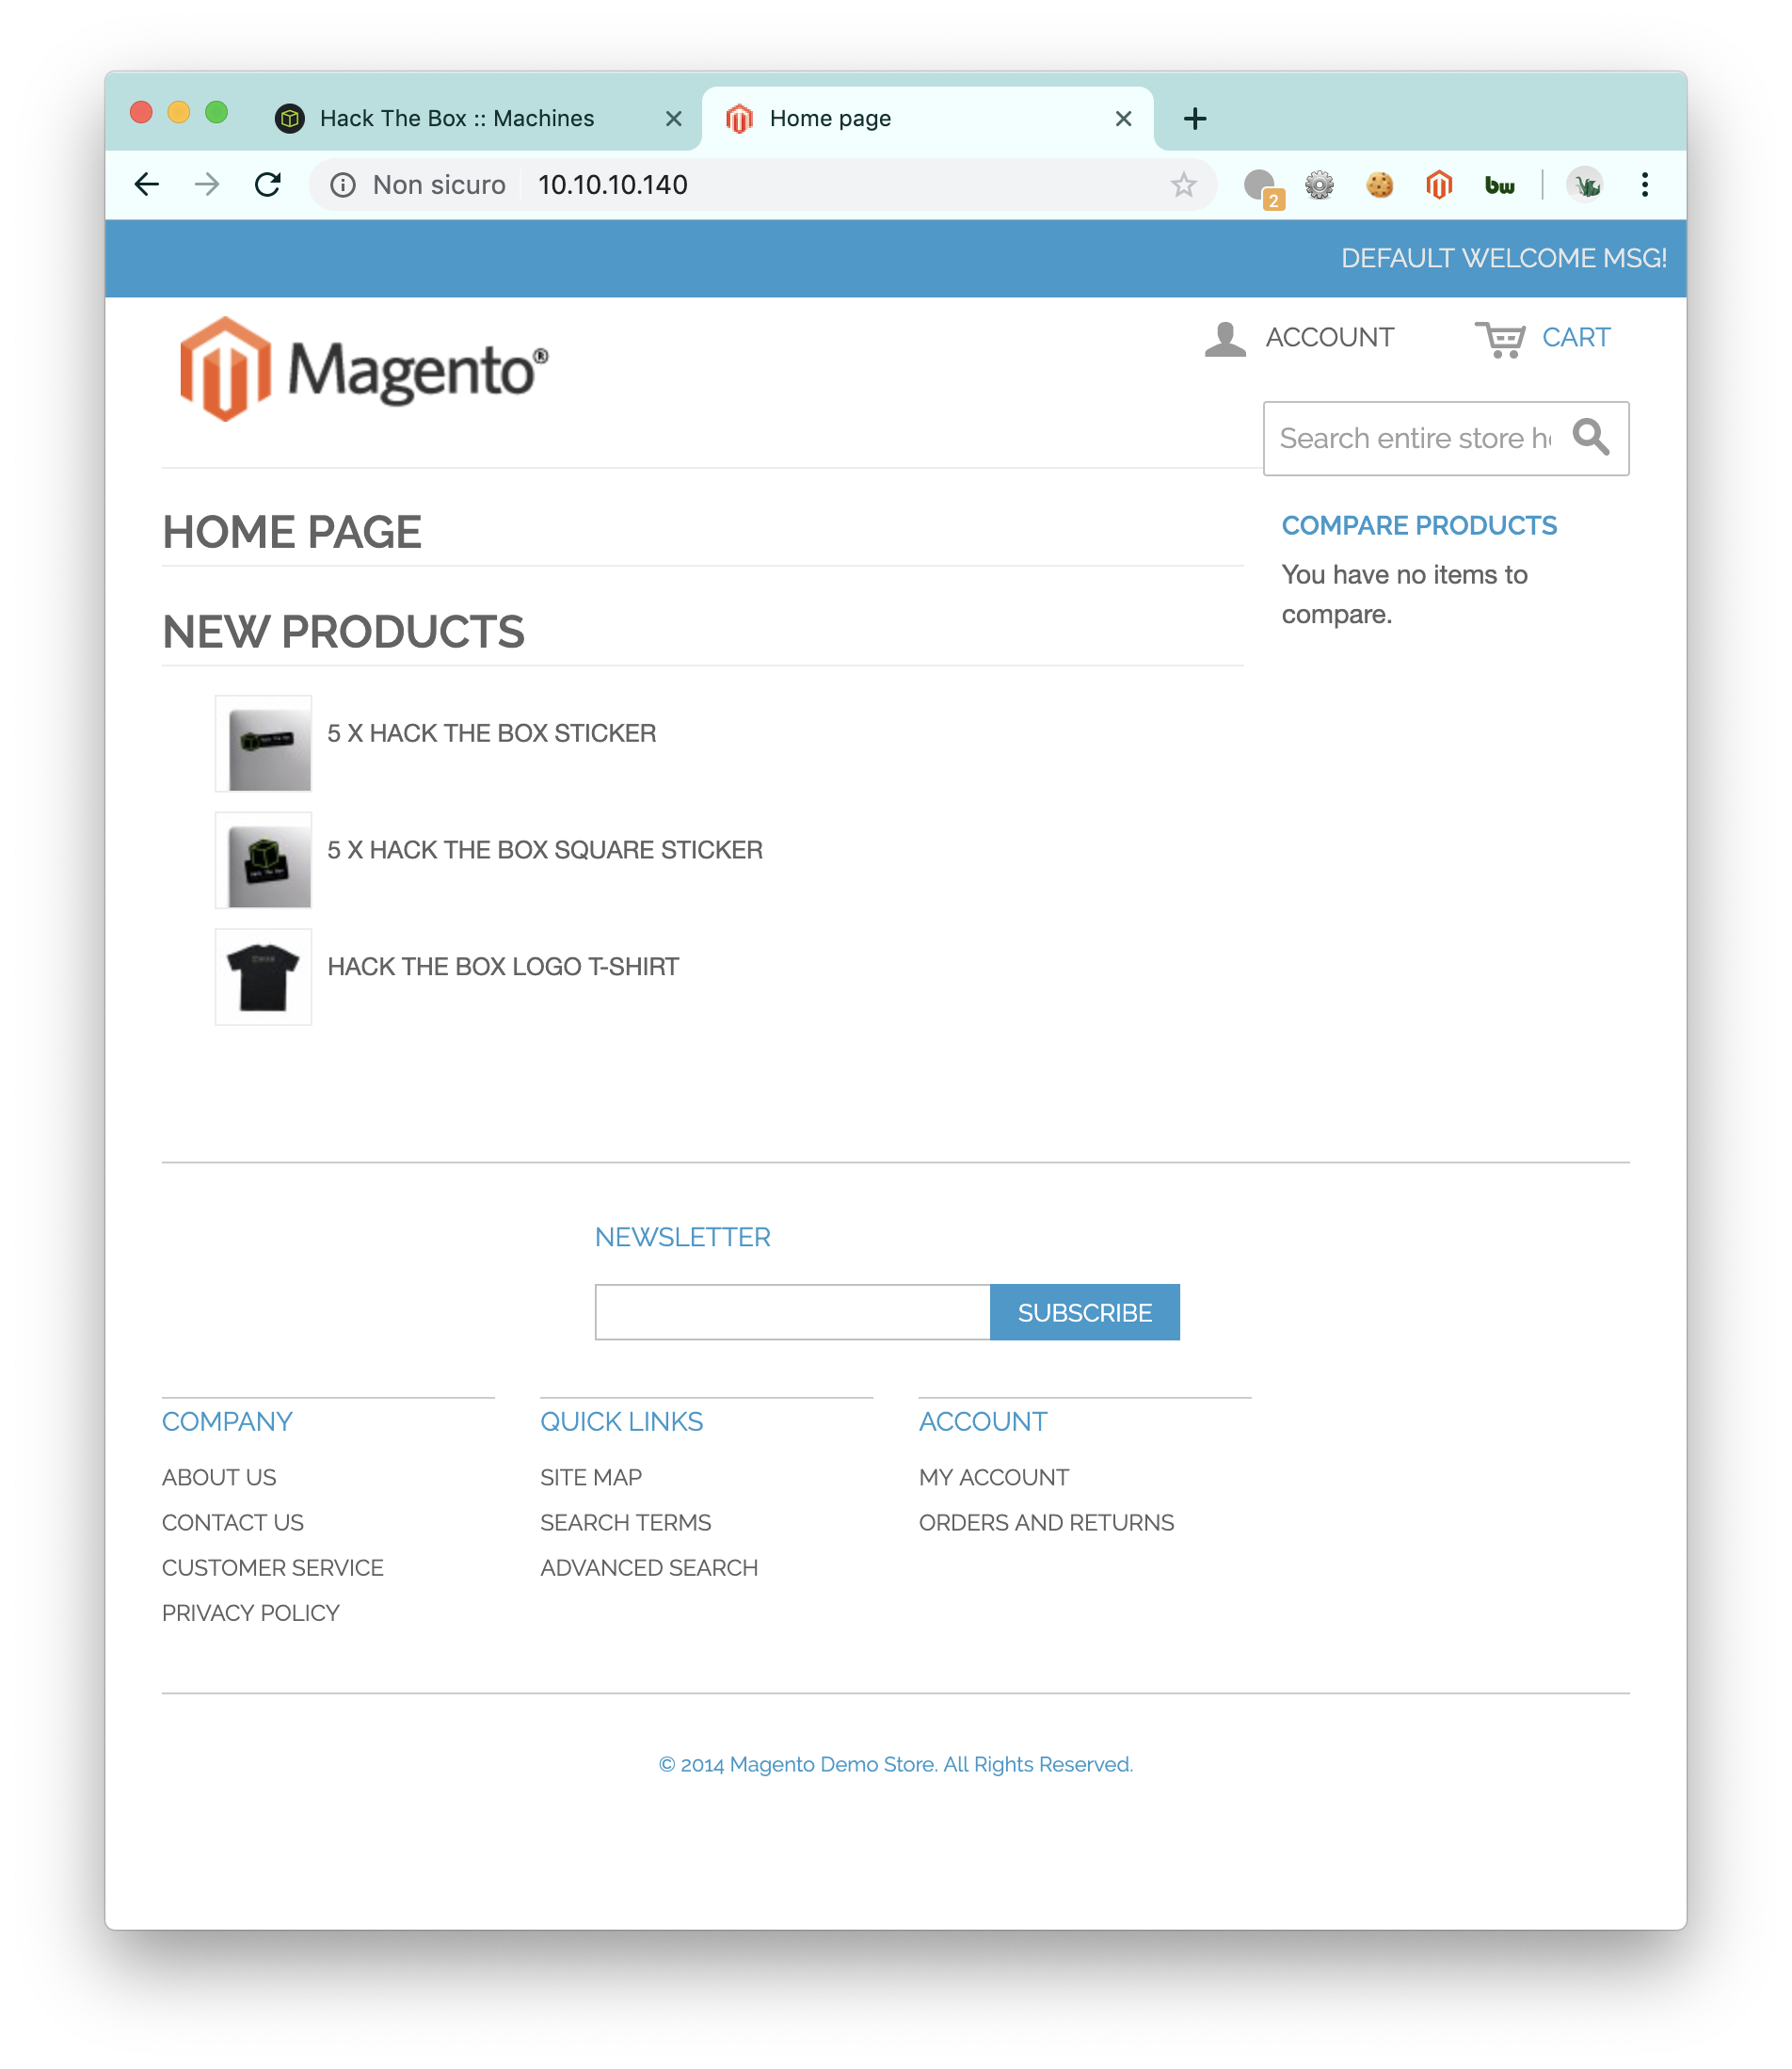 Hack The Box :: Machines
Home page
Non sicuro
10.10.10.140
2
bw
DEFAULT WELCOME MSG!
Magento®
ACCOUNT
CART
Search entire store h
HOME PAGE
COMPARE PRODUCTS
You have no items to
compare.
NEW PRODUCTS
5 X HACK THE BOX STICKER
5 X HACK THE BOX SQUARE STICKER
HACK THE BOX LOGO T-SHIRT
NEWSLETTER
SUBSCRIBE
COMPANY
ABOUT US
CONTACT US
CUSTOMER SERVICE
PRIVACY POLICY
QUICK LINKS
SITE MAP
SEARCH TERMS
ADVANCED SEARCH
ACCOUNT
MY ACCOUNT
ORDERS AND RETURNS
© 2014 Magento Demo Store. All Rights Reserved.